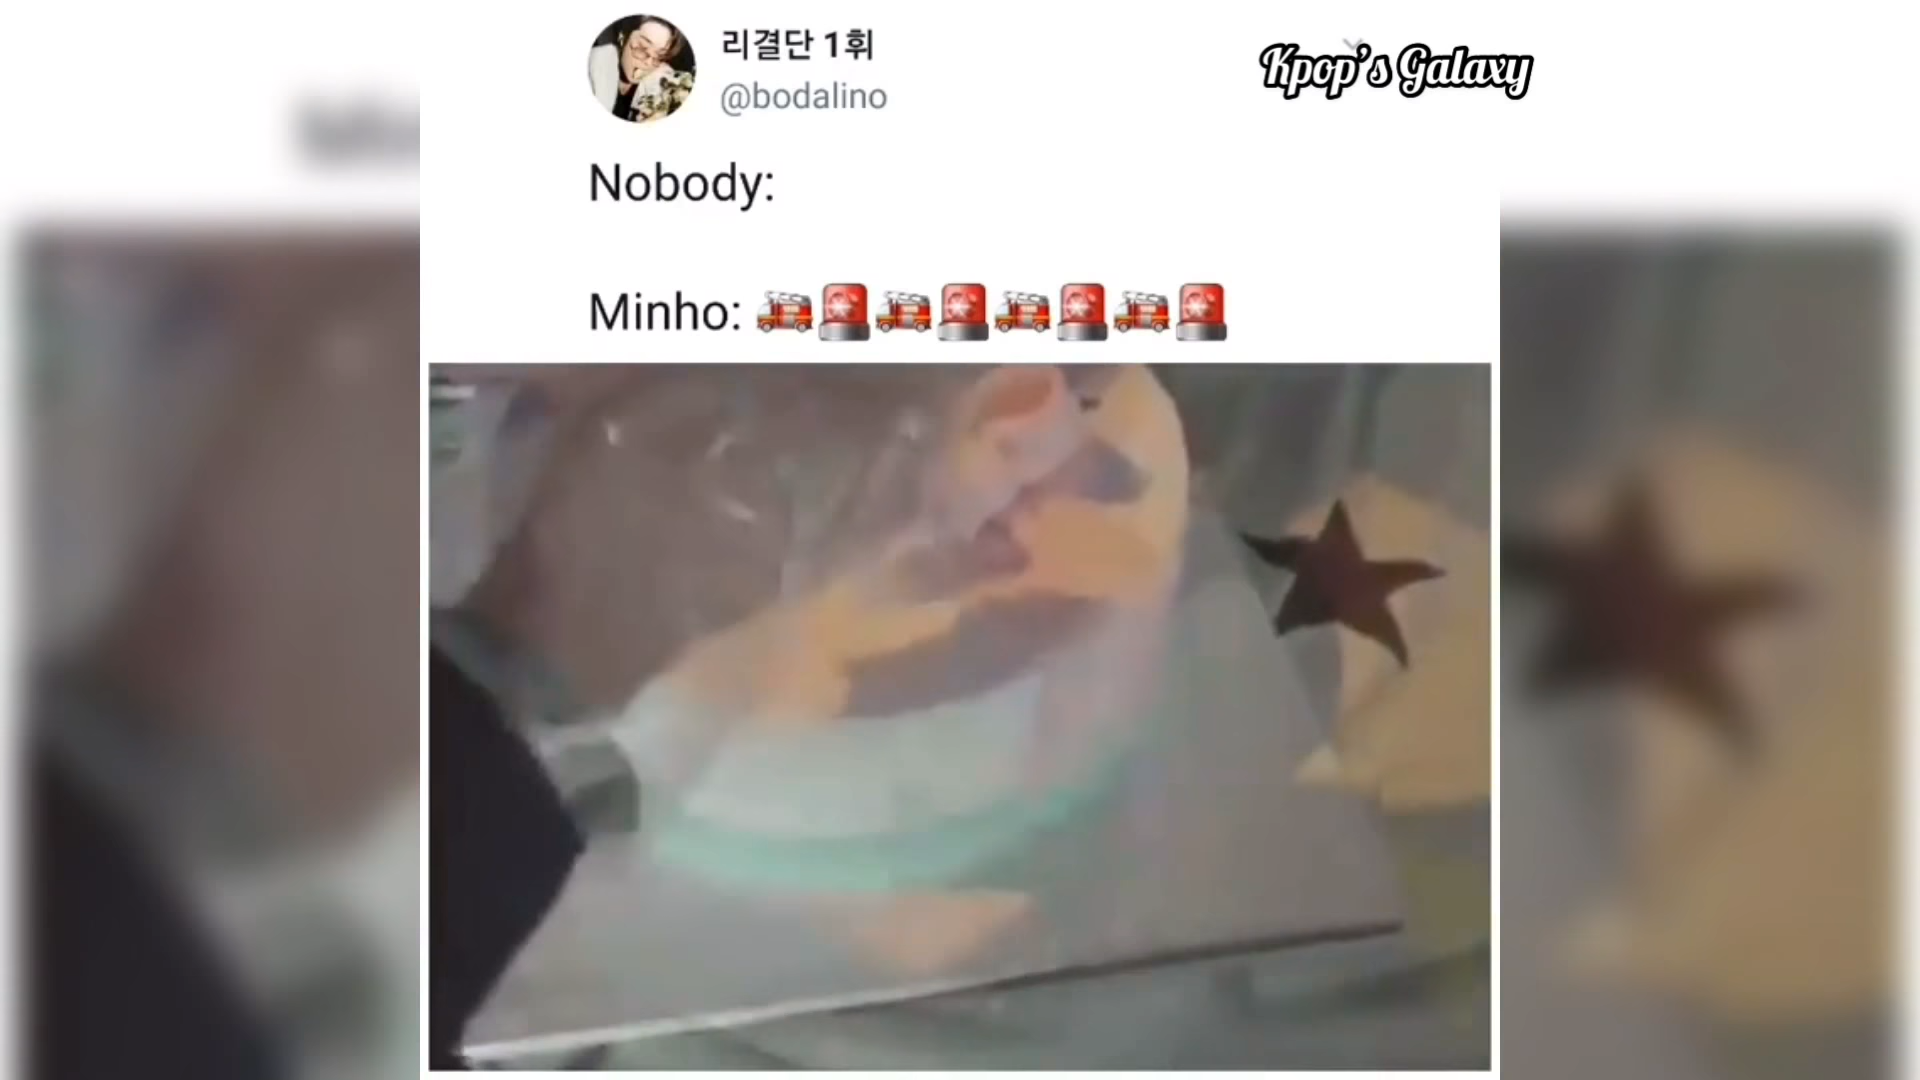 리결단 1휘
@bodalino
Kpop's Galaxy
Nobody:
Minho: 🚒🚨🚒🚨🚒🚨🚒🚨